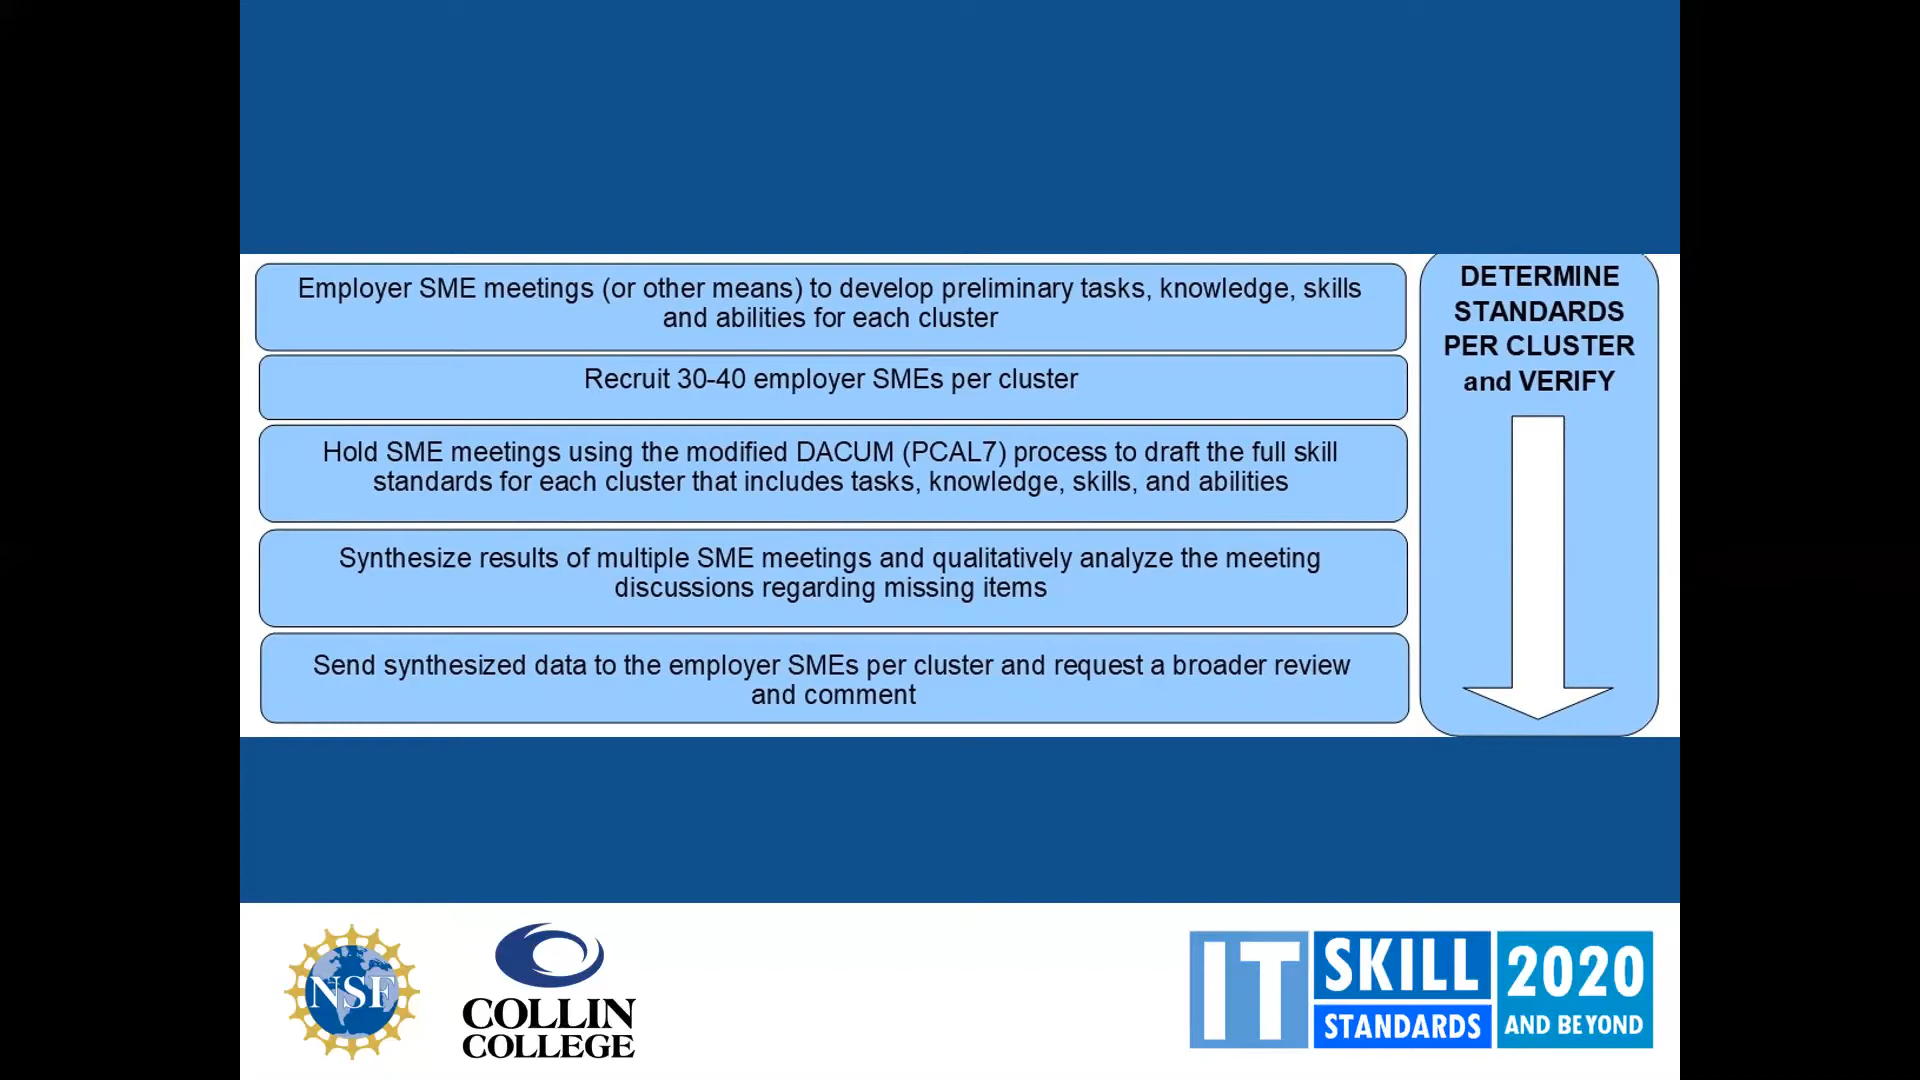 Employer SME meetings (or other means) to develop preliminary tasks, knowledge, skills
and abilities for each cluster
Recruit 30-40 employer SMEs per cluster
Hold SME meetings using the modified DACUM (PCAL7) process to draft the full skill
standards for each cluster that includes tasks, knowledge, skills, and abilities
Synthesize results of multiple SME meetings and qualitatively analyze the meeting
discussions regarding missing items
Send synthesized data to the employer SMEs per cluster and request a broader review
and comment
DETERMINE
STANDARDS
PER CLUSTER
and VERIFY
NSF
COLLIN
COLLEGE
IT
SKILL
STANDARDS
2020
AND BEYOND